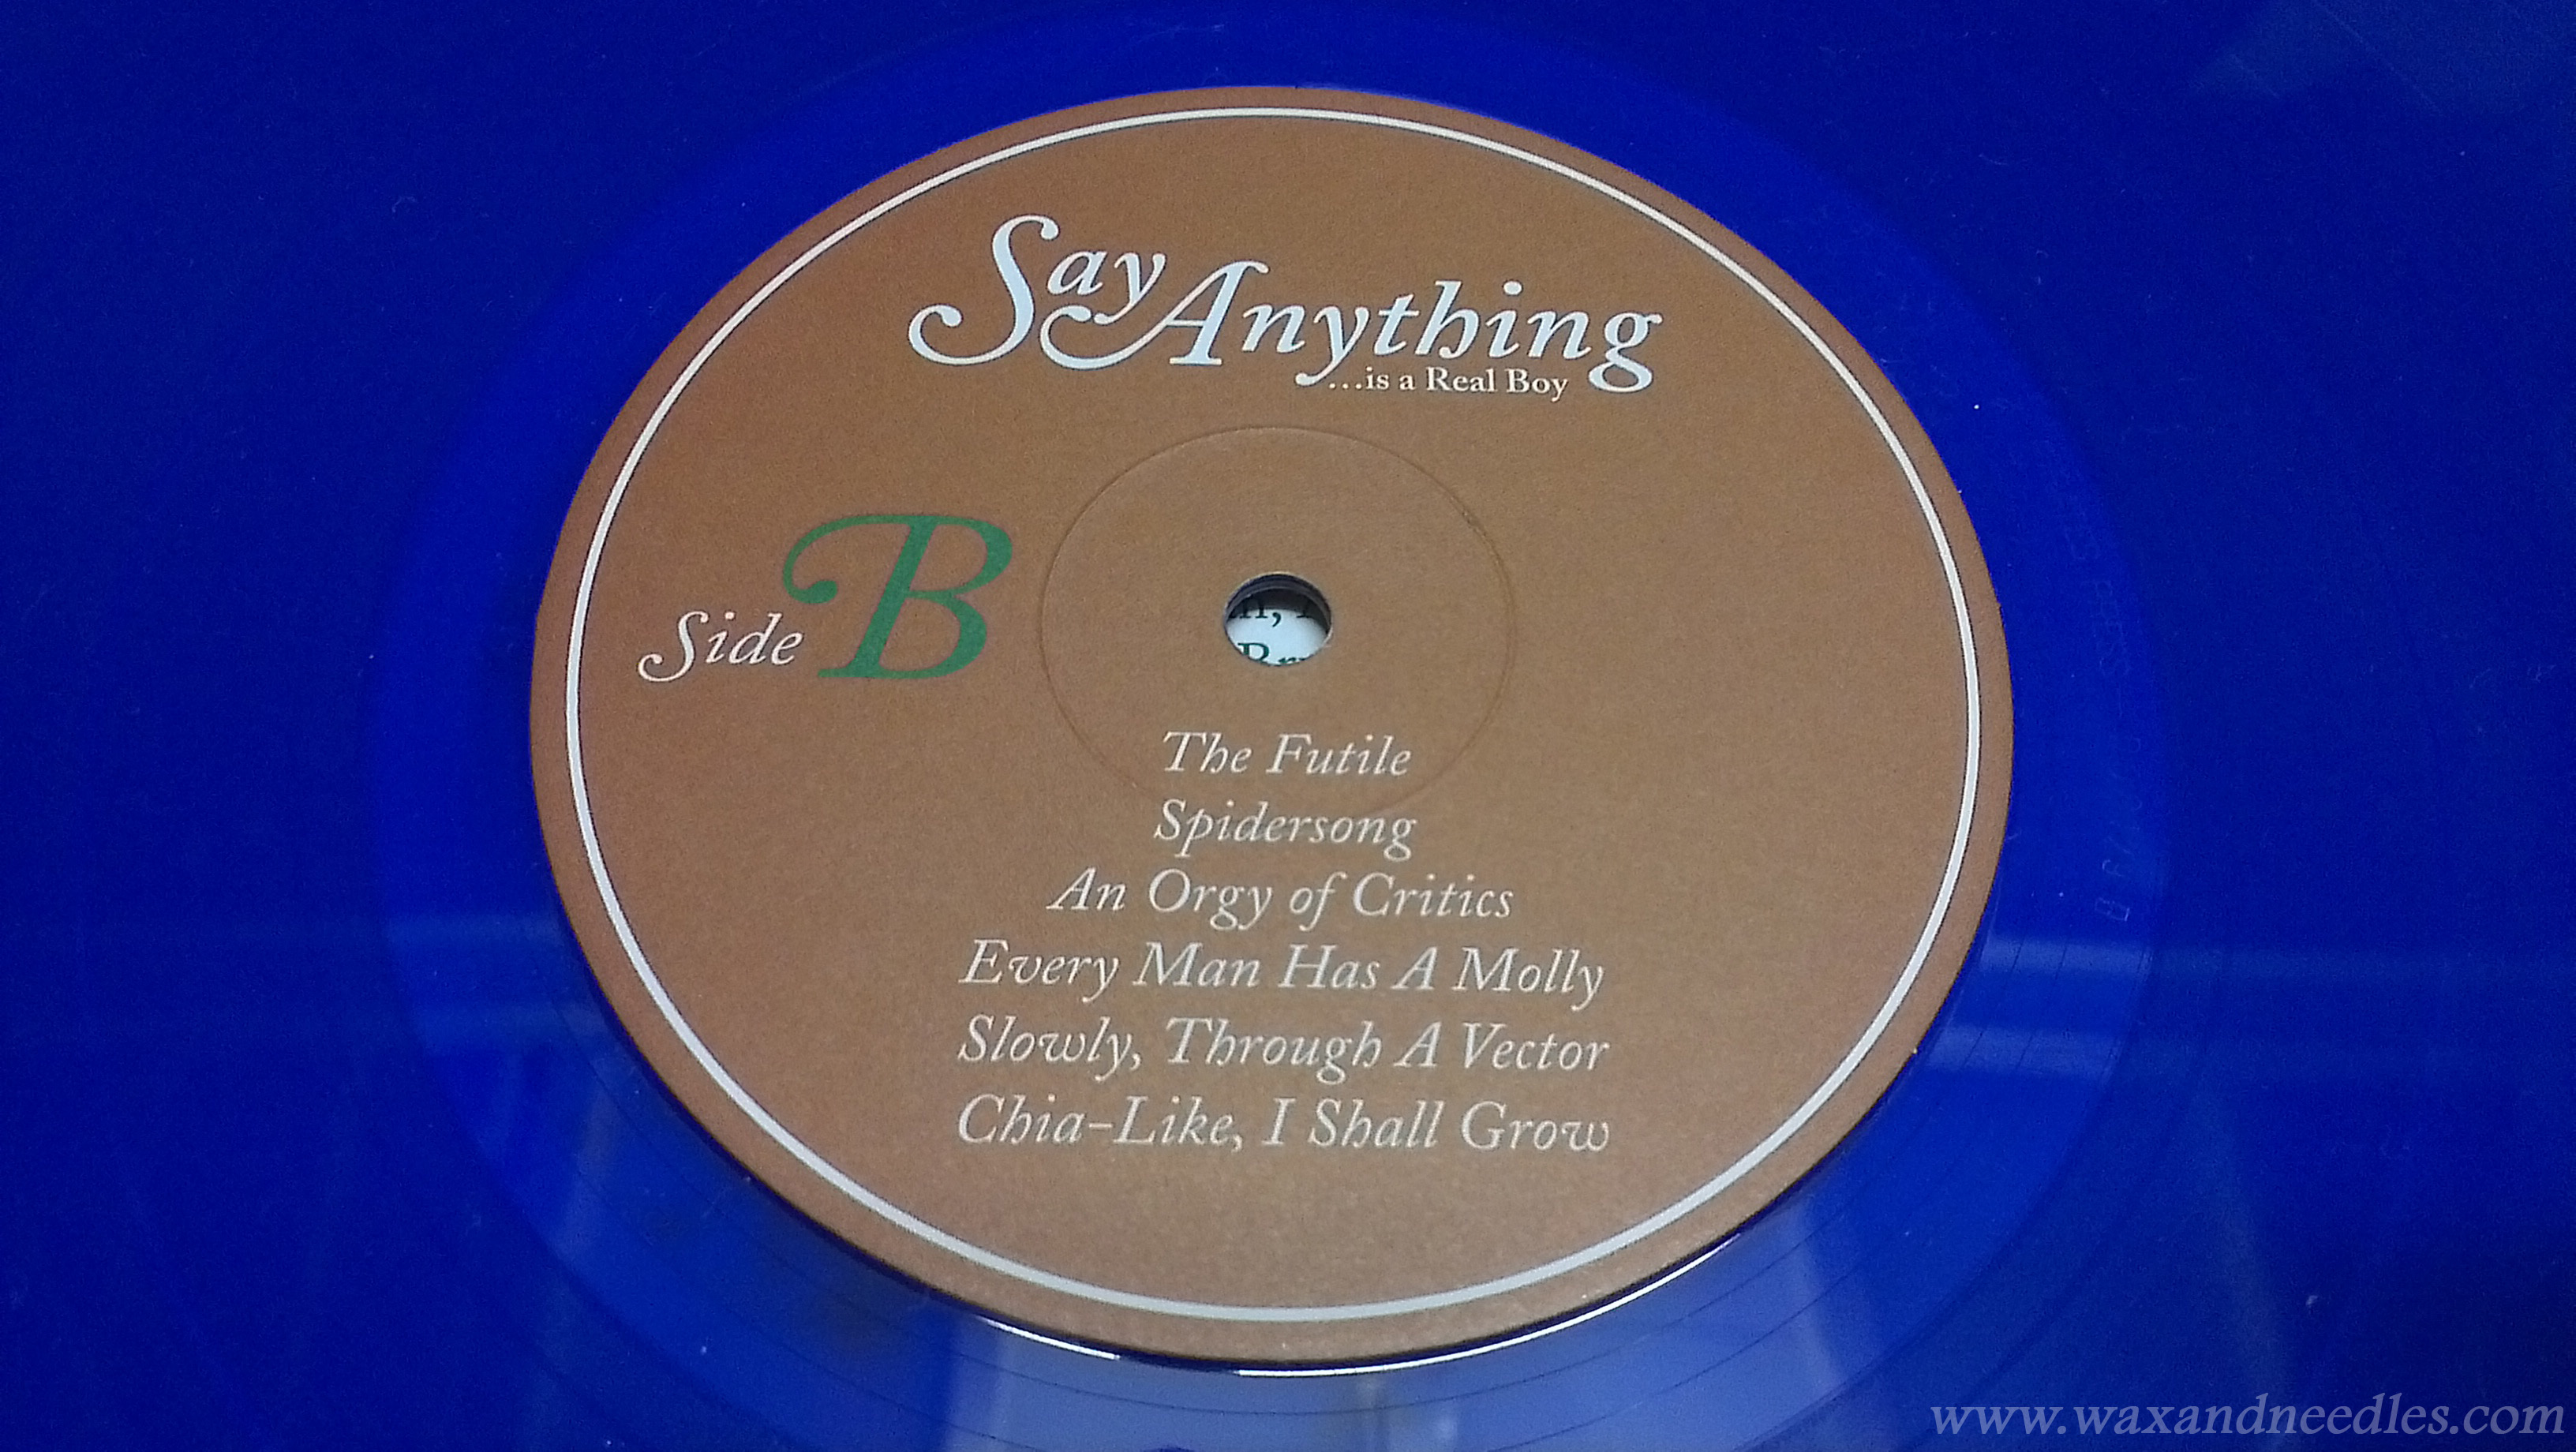 Say Anything
...is a Real Boy
Side B
The Futile
Spidersong
An Orgy of Critics
Every Man Has A Molly
Slowly, Through A Vector
Chia-Like, I Shall Grow
www.waxandneedles.com